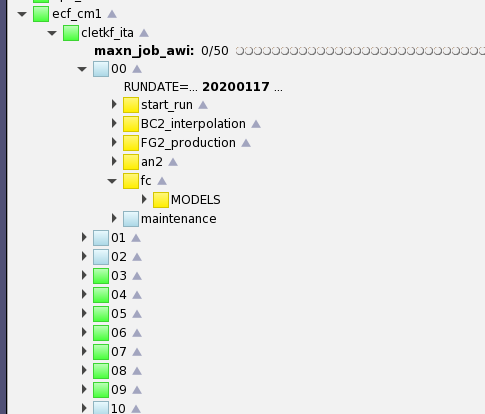 ecf_cm1
cletkf_ita
maxn_job_awi: 0/50
00
RUNDATE=... 20200117 ...
start_run
BC2_interpolation
FG2_production
an2
fc
MODELS
maintenance
01
02
03
04
05
06
07
08
09
10